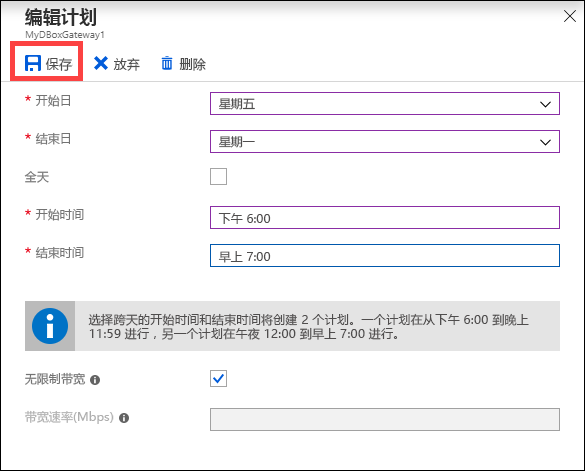 编辑计划
MyDBoxGateway1
保存 放弃 删除
* 开始日 星期五
* 结束日 星期一
全天
* 开始时间 下午 6:00
* 结束时间 早上 7:00
选择跨天的开始时间和结束时间将创建 2 个计划。一个计划在从下午 6:00 到晚上
11:59 进行，另一个计划在午夜 12:00 到早上 7:00 进行。
无限制带宽
带宽速率(Mbps)